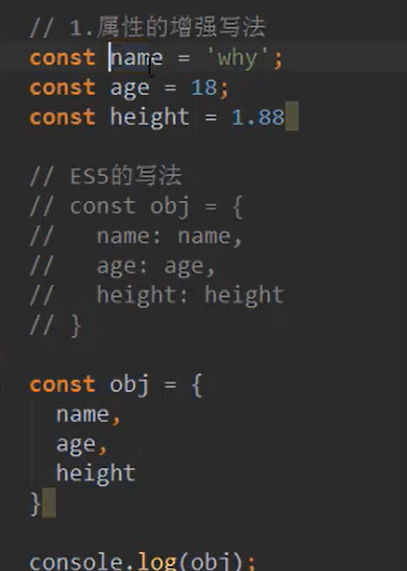 // 1.属性的增强写法
const name = 'why';
const age = 18;
const height = 1.88
// ES5的写法
// const obj = {
//   name: name,
//   age: age,
//   height: height
// }
const obj = {
  name,
  age,
  height
}
console.log(obj);